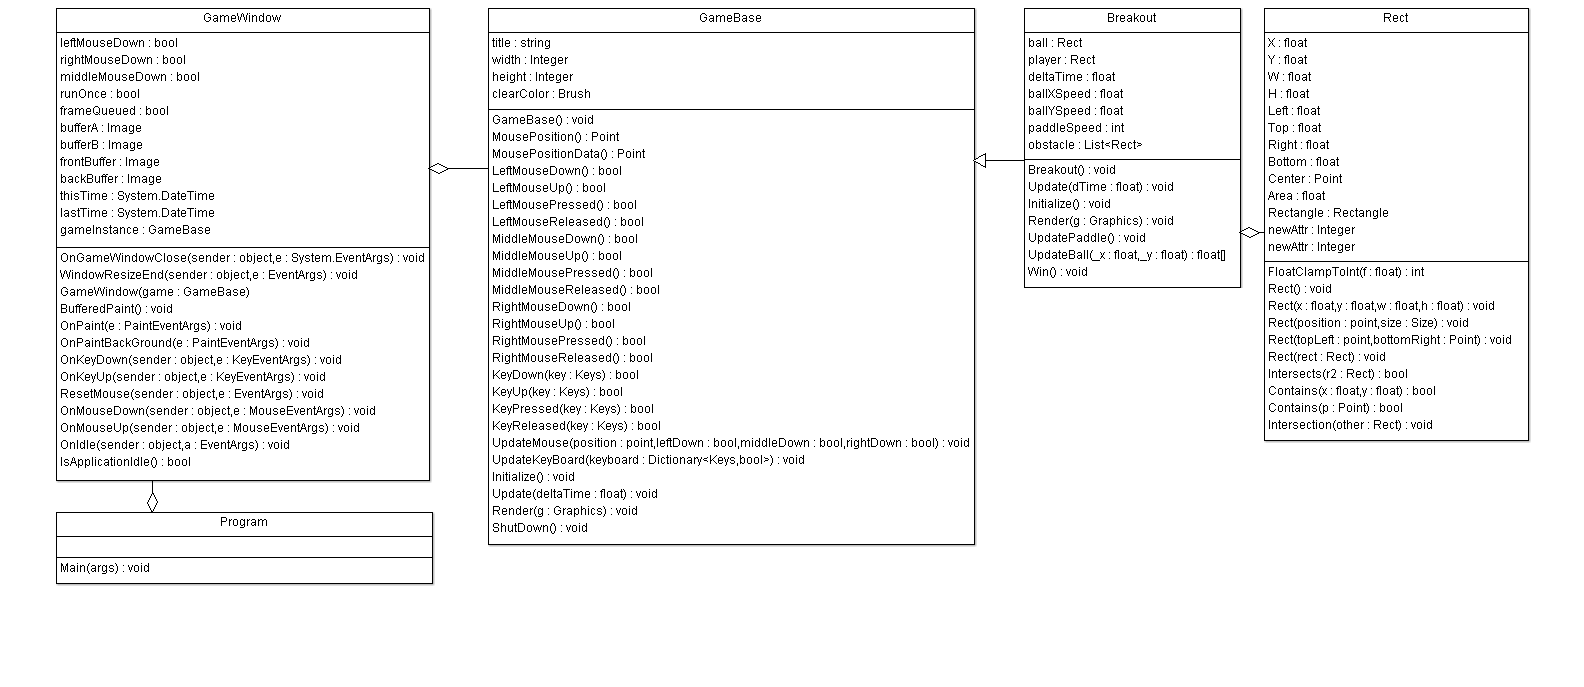 GameWindow
leftMouseDown : bool
rightMouseDown : bool
middleMouseDown : bool
runOnce : bool
frameQueued : bool
bufferA : Image
bufferB : Image
frontBuffer : Image
backBuffer : Image
thisTime : System.DateTime
lastTime : System.DateTime
gameInstance : GameBase
OnGameWindowClose(sender : object,e : System.EventArgs) : void
WindowResizeEnd(sender : object,e : EventArgs) : void
GameWindow(game : GameBase)
BufferedPaint() : void
OnPaint(e : PaintEventArgs) : void
OnPaintBackGround(e : PaintEventArgs) : void
OnKeyDown(sender : object,e : KeyEventArgs) : void
OnKeyUp(sender : object,e : KeyEventArgs) : void
ResetMouse(sender : object,e : EventArgs) : void
OnMouseDown(sender : object,e : MouseEventArgs) : void
OnMouseUp(sender : object,e : MouseEventArgs) : void
OnIdle(sender : object,a : EventArgs) : void
IsApplicationIdle() : bool
Program
Main(args) : void
GameBase
title : string
width : Integer
height : Integer
clearColor : Brush
GameBase() : void
MousePosition() : Point
MousePositionData() : Point
LeftMouseDown() : bool
LeftMouseUp() : bool
LeftMousePressed() : bool
LeftMouseReleased() : bool
MiddleMouseDown() : bool
MiddleMouseUp() : bool
MiddleMousePressed() : bool
MiddleMouseReleased() : bool
RightMouseDown() : bool
RightMouseUp() : bool
RightMousePressed() : bool
RightMouseReleased() : bool
KeyDown(key : Keys) : bool
KeyUp(key : Keys) : bool
KeyPressed(key : Keys) : bool
KeyReleased(key : Keys) : bool
UpdateMouse(position : point,leftDown : bool,middleDown : bool,rightDown : bool) : void
UpdateKeyBoard(keyboard : Dictionary<Keys,bool>) : void
Initialize() : void
Update(deltaTime : float) : void
Render(g : Graphics) : void
ShutDown() : void
Breakout
ball : Rect
player : Rect
deltaTime : float
ballXSpeed : float
ballYSpeed : float
paddleSpeed : int
obstacle : List<Rect>
Breakout() : void
Update(dTime : float) : void
Initialize() : void
Render(g : Graphics) : void
UpdatePaddle() : void
UpdateBall(_x : float,_y : float) : float[]
Win() : void
Rect
X : float
Y : float
W : float
H : float
Left : float
Top : float
Right : float
Bottom : float
Center : Point
Area : float
Rectangle : Rectangle
newAttr : Integer
newAttr : Integer
FloatClampToInt(f : float) : int
Rect() : void
Rect(x : float,y : float,w : float,h : float) : void
Rect(position : point,size : Size) : void
Rect(topLeft : point,bottomRight : Point) : void
Rect(rect : Rect) : void
Intersects(r2 : Rect) : bool
Contains(x : float,y : float) : bool
Contains(p : Point) : bool
Intersection(other : Rect) : void